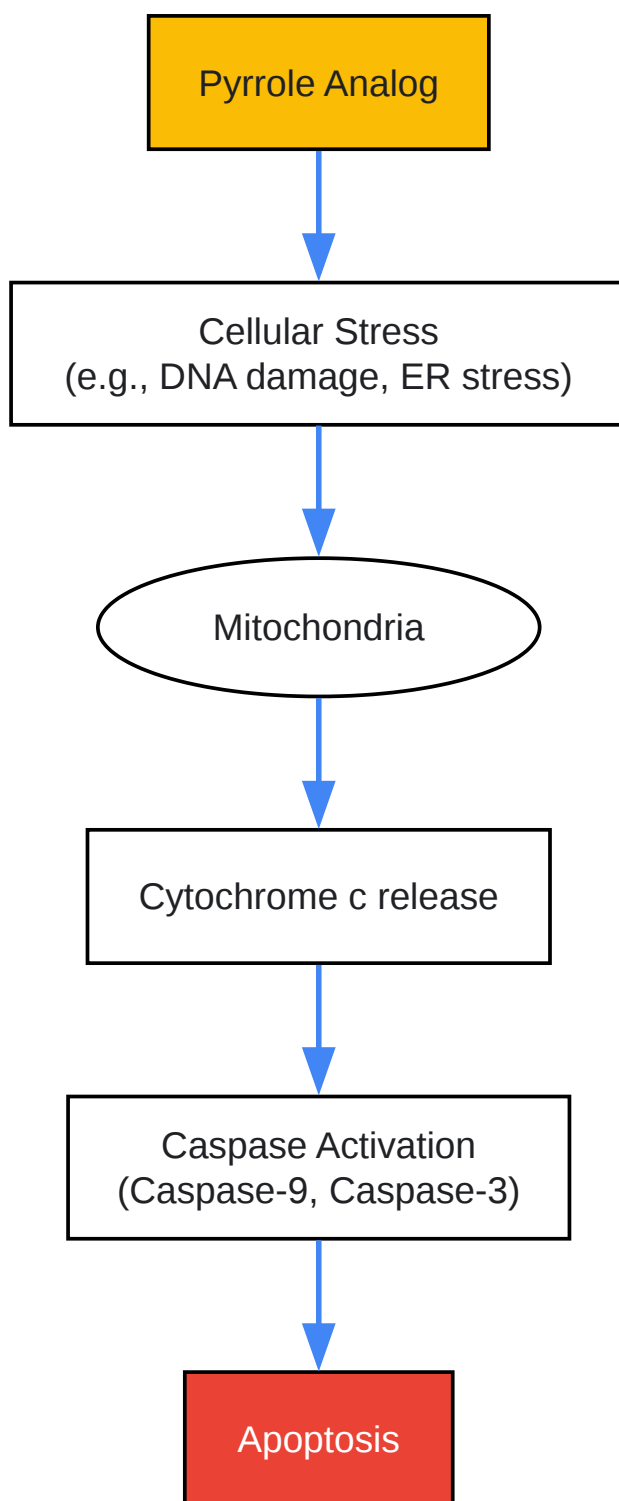 Pyrrole Analog
Cellular Stress
(e.g., DNA damage, ER stress)
Mitochondria
Cytochrome c release
Caspase Activation
(Caspase-9, Caspase-3)
Apoptosis